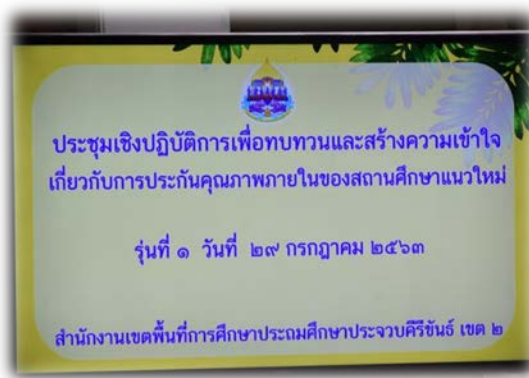 ประชุมเชิงปฏิบัติการเพื่อทบทวนและสร้างความเข้าใจ
เกี่ยวกับการประกันคุณภาพภายในของสถานศึกษาแนวใหม่
รุ่นที่ ๑ วันที่ ๒๙ กรกฎาคม ๒๕๖๓
สำนักงานเขตพื้นที่การศึกษาประถมศึกษาประจวบคีรีขันธ์ เขต ๒